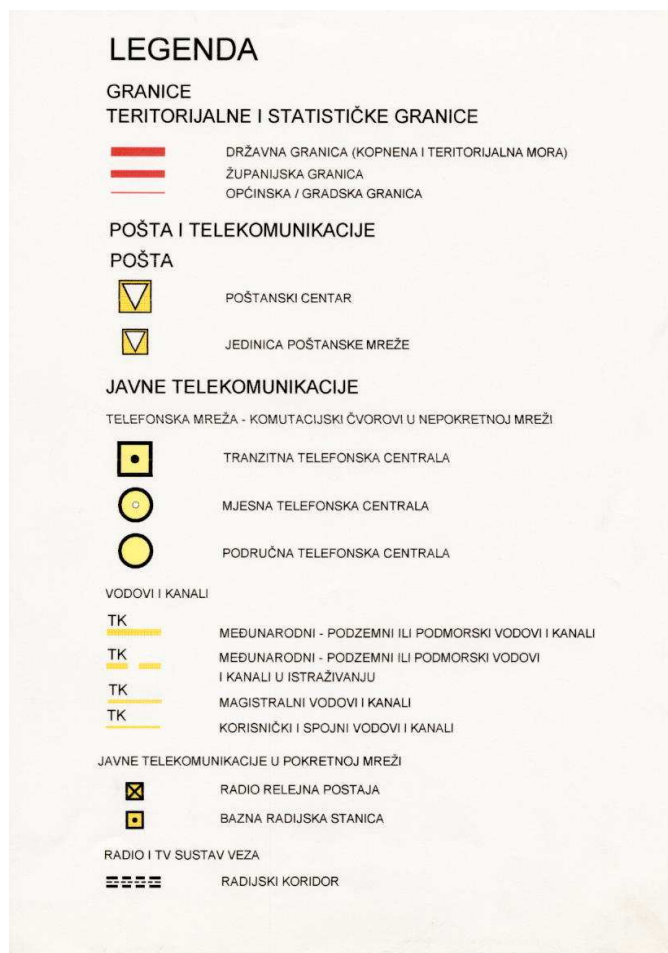 LEGENDA
GRANICE
TERITORIJALNE I STATISTIČKE GRANICE
DRŽAVNA GRANICA (KOPNENA I TERITORIJALNA MORA)
ŽUPANIJSKA GRANICA
OPĆINSKA / GRADSKA GRANICA
POŠTA I TELEKOMUNIKACIJE
POŠTA
POŠTANSKI CENTAR
JEDINICA POŠTANSKE MREŽE
JAVNE TELEKOMUNIKACIJE
TELEFONSKA MREŽA - KOMUTACIJSKI ČVOROVI U NEPOKRETNOJ MREŽI
TRANZITNA TELEFONSKA CENTRALA
MJESNA TELEFONSKA CENTRALA
PODRUČNA TELEFONSKA CENTRALA
VODOVI I KANALI
TK MEĐUNARODNI - PODZEMNI ILI PODMORSKI VODOVI I KANALI
TK MEĐUNARODNI - PODZEMNI ILI PODMORSKI VODOVI
I KANALI U ISTRAŽIVANJU
TK MAGISTRALNI VODOVI I KANALI
TK KORISNIČKI I SPOJNI VODOVI I KANALI
JAVNE TELEKOMUNIKACIJE U POKRETNOJ MREŽI
RADIO RELEJNA POSTAJA
BAZNA RADIJSKA STANICA
RADIO I TV SUSTAV VEZA
RADIJSKI KORIDOR